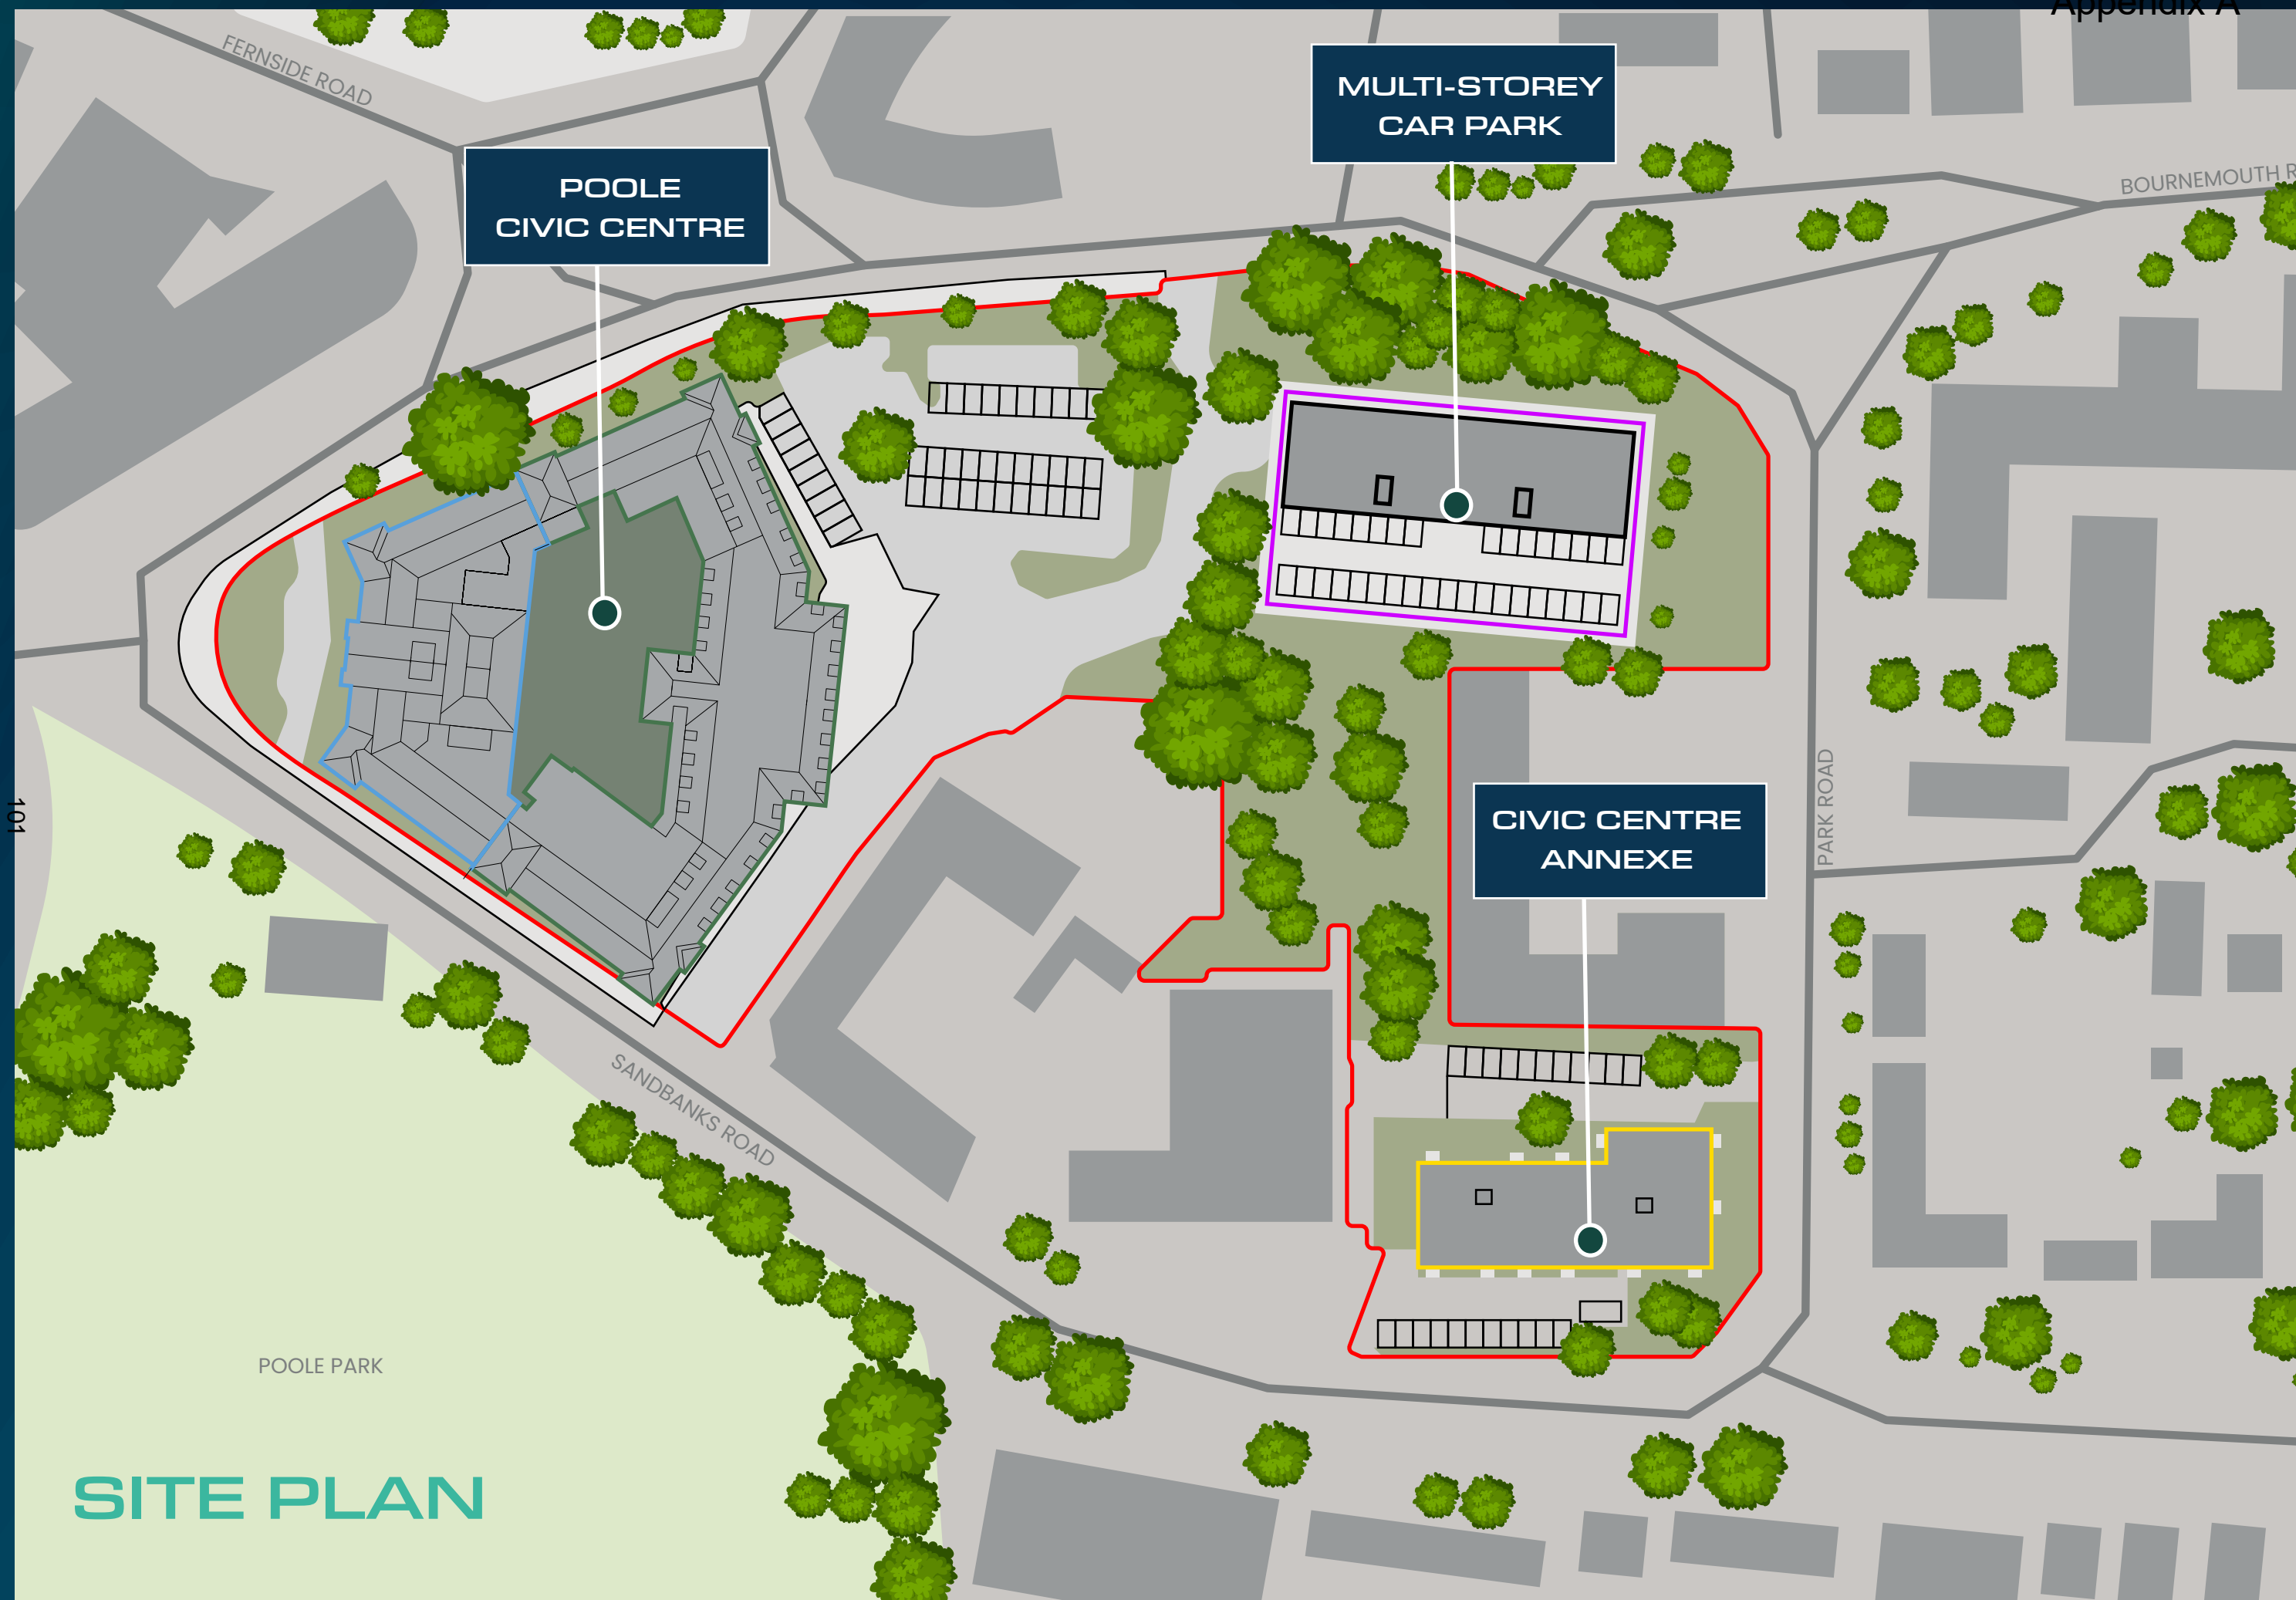 Appendix A
FERNSIDE ROAD
MULTI-STOREY
CAR PARK
BOURNEMOUTH R
POOLE
CIVIC CENTRE
PARK ROAD
101
CIVIC CENTRE
ANNEXE
SANDBANKS ROAD
POOLE PARK
SITE PLAN